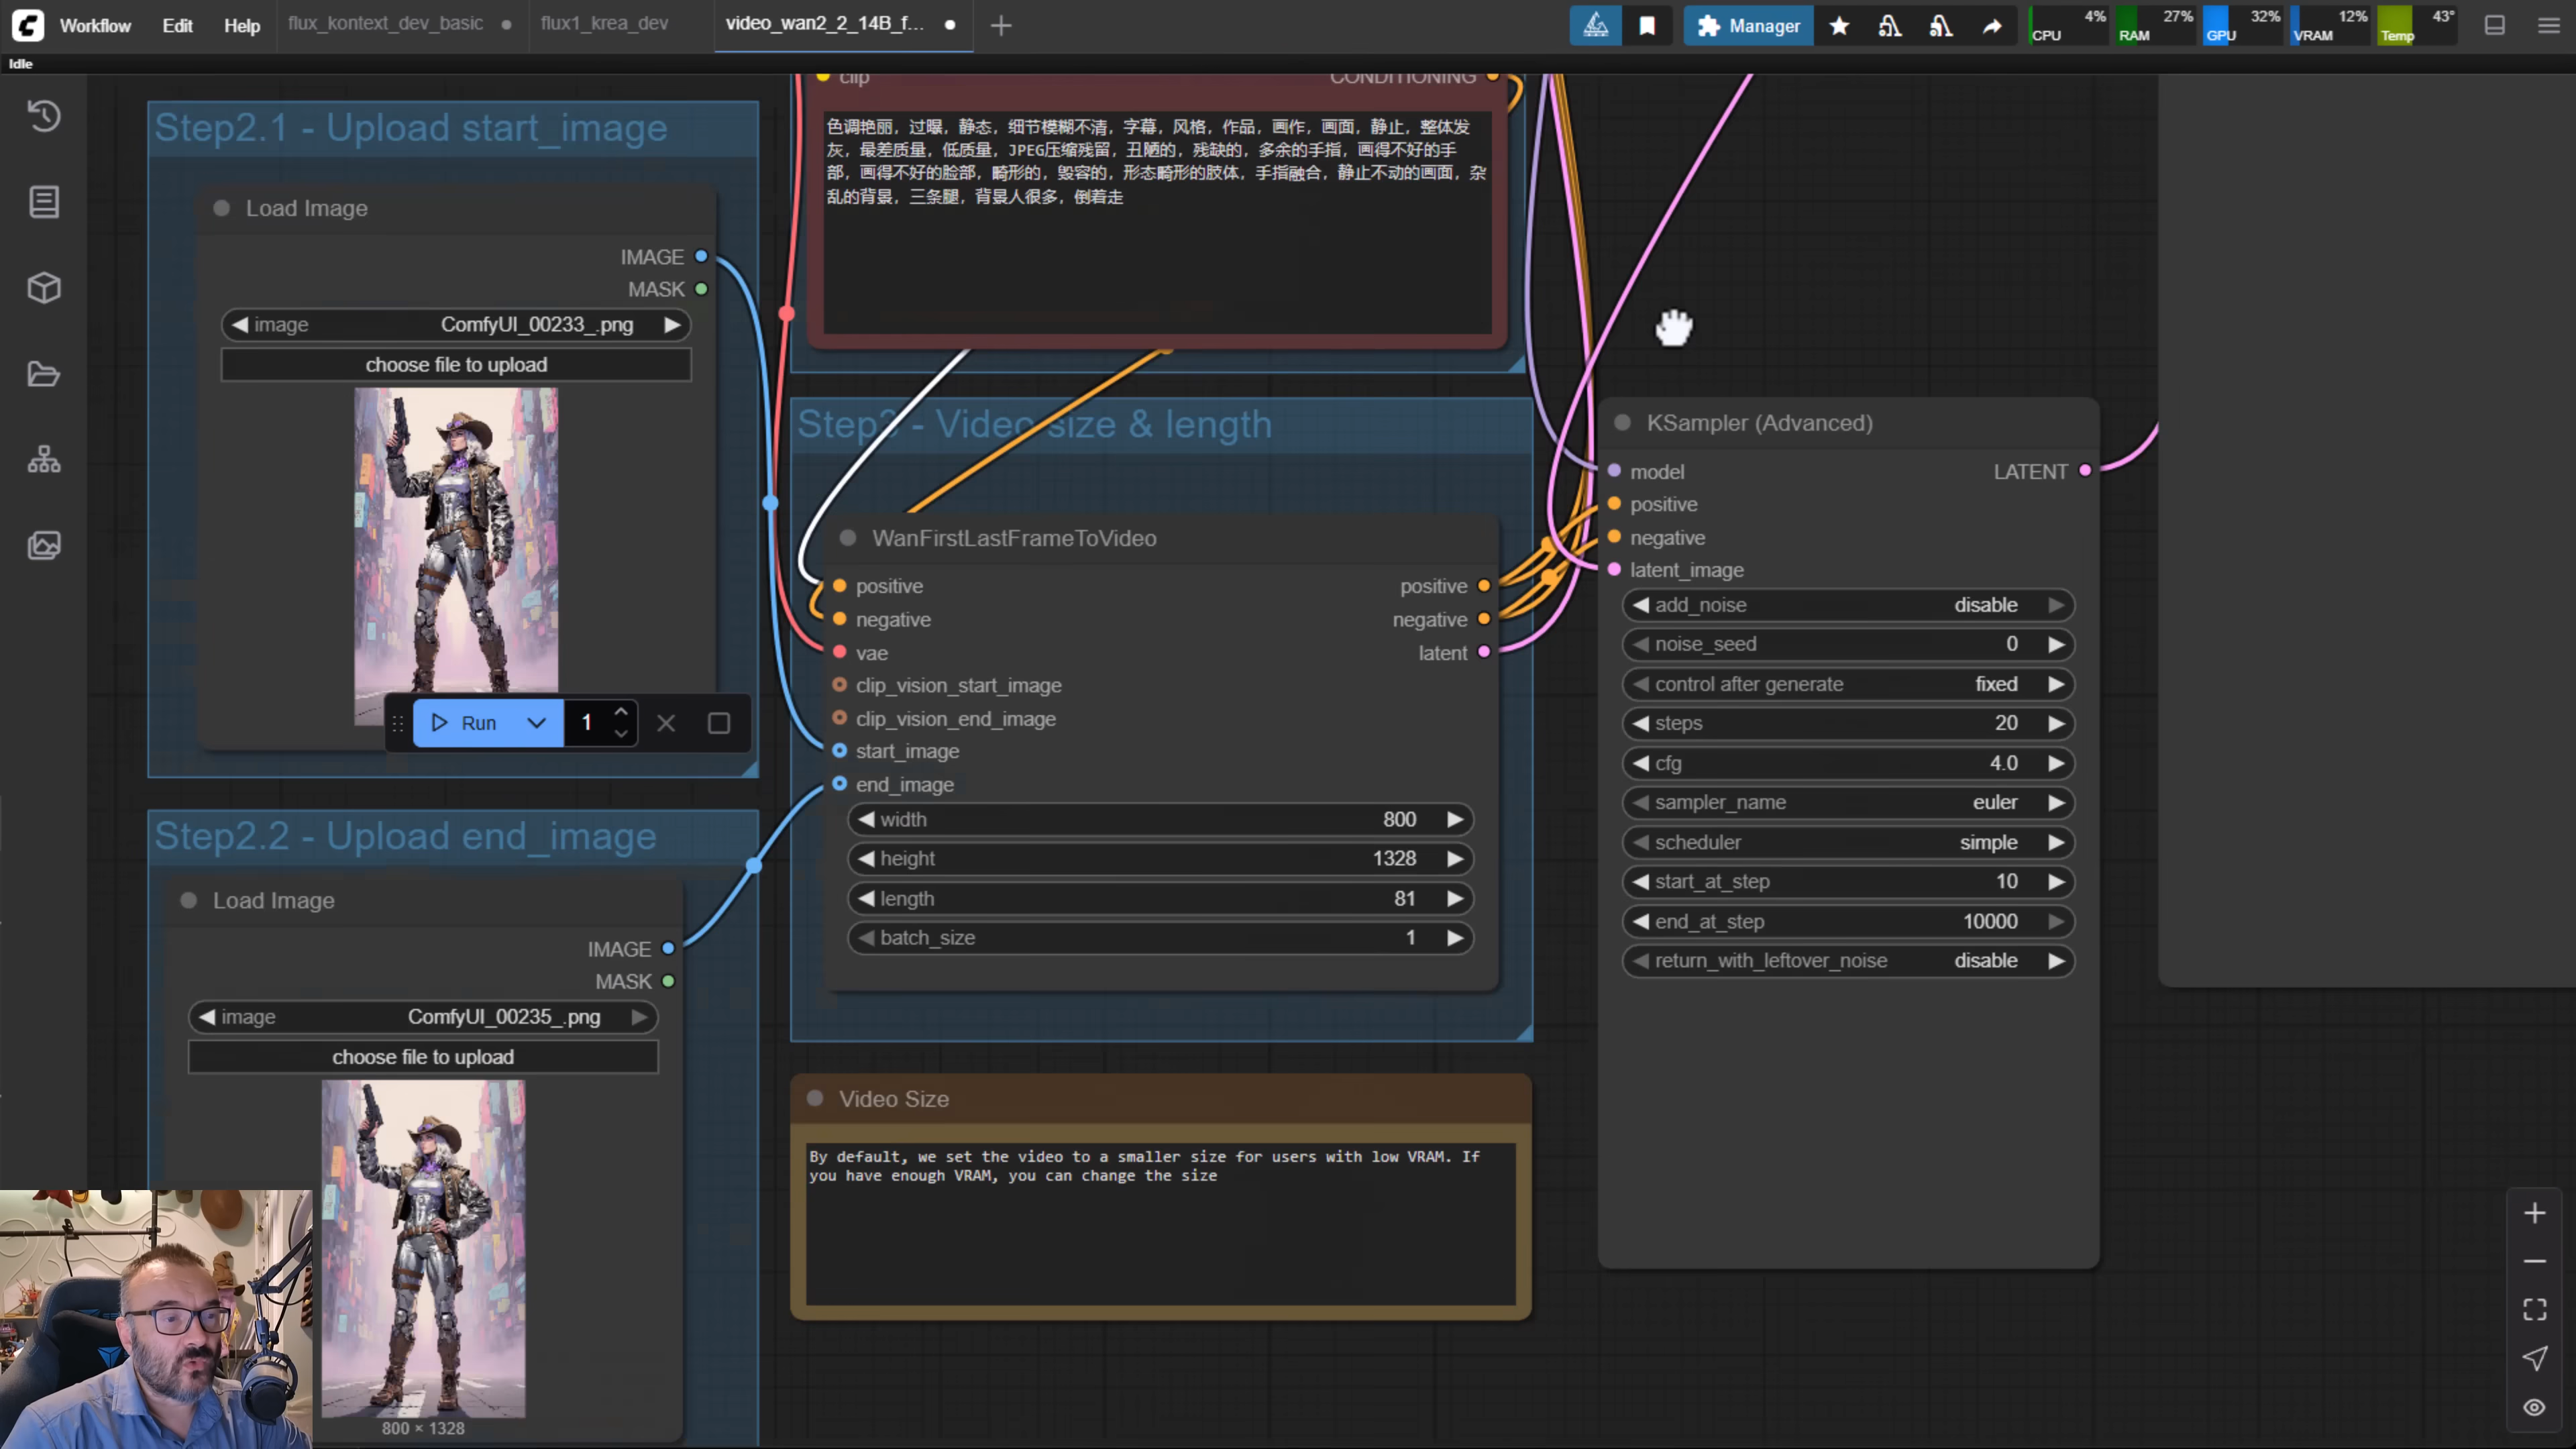 Workflow Edit Help flux_kontext_dev_basic flux1_krea_dev video_wan2_2_14B_f... Manager CPU 4% RAM 27% GPU 32% VRAM 12% Temp 43°
Idle
Step2.1 - Upload start_image
Load Image
IMAGE
MASK
image ComfyUI_00233_.png
choose file to upload
Run 1
Step2.2 - Upload end_image
Load Image
IMAGE
MASK
image ComfyUI_00235_.png
choose file to upload
800 × 1328
clip CONDITIONING
色调艳丽，过曝，静态，细节模糊不清，字幕，风格，作品，画作，画面，静止，整体发
灰，最差质量，低质量，JPEG压缩残留，丑陋的，残缺的，多余的手指，画得不好的手
部，画得不好的脸部，畸形的，毁容的，形态畸形的肢体，手指融合，静止不动的画面，杂
乱的背景，三条腿，背景人很多，倒着走
Step3 - Video size & length
WanFirstLastFrameToVideo
positive positive
negative negative
vae latent
clip_vision_start_image
clip_vision_end_image
start_image
end_image
width 800
height 1328
length 81
batch_size 1
Video Size
By default, we set the video to a smaller size for users with low VRAM. If
you have enough VRAM, you can change the size
KSampler (Advanced)
model LATENT
positive
negative
latent_image
add_noise disable
noise_seed 0
control after generate fixed
steps 20
cfg 4.0
sampler_name euler
scheduler simple
start_at_step 10
end_at_step 10000
return_with_leftover_noise disable